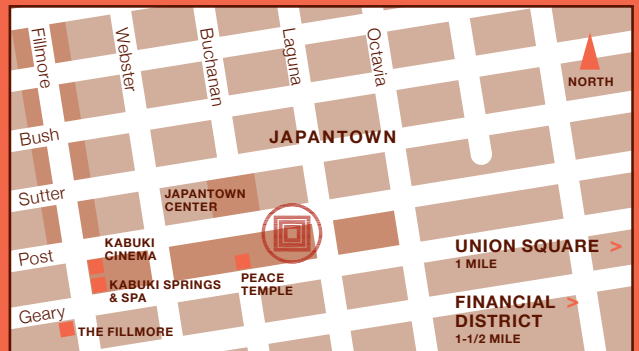 Fillmore
Webster
Buchanan
Laguna
Octavia
NORTH
Bush
JAPANTOWN
Sutter
JAPANTOWN
CENTER
Post
KABUKI
CINEMA
UNION SQUARE >
1 MILE
KABUKI SPRINGS
& SPA
PEACE
TEMPLE
FINANCIAL >
DISTRICT
1-1/2 MILE
Geary
THE FILLMORE